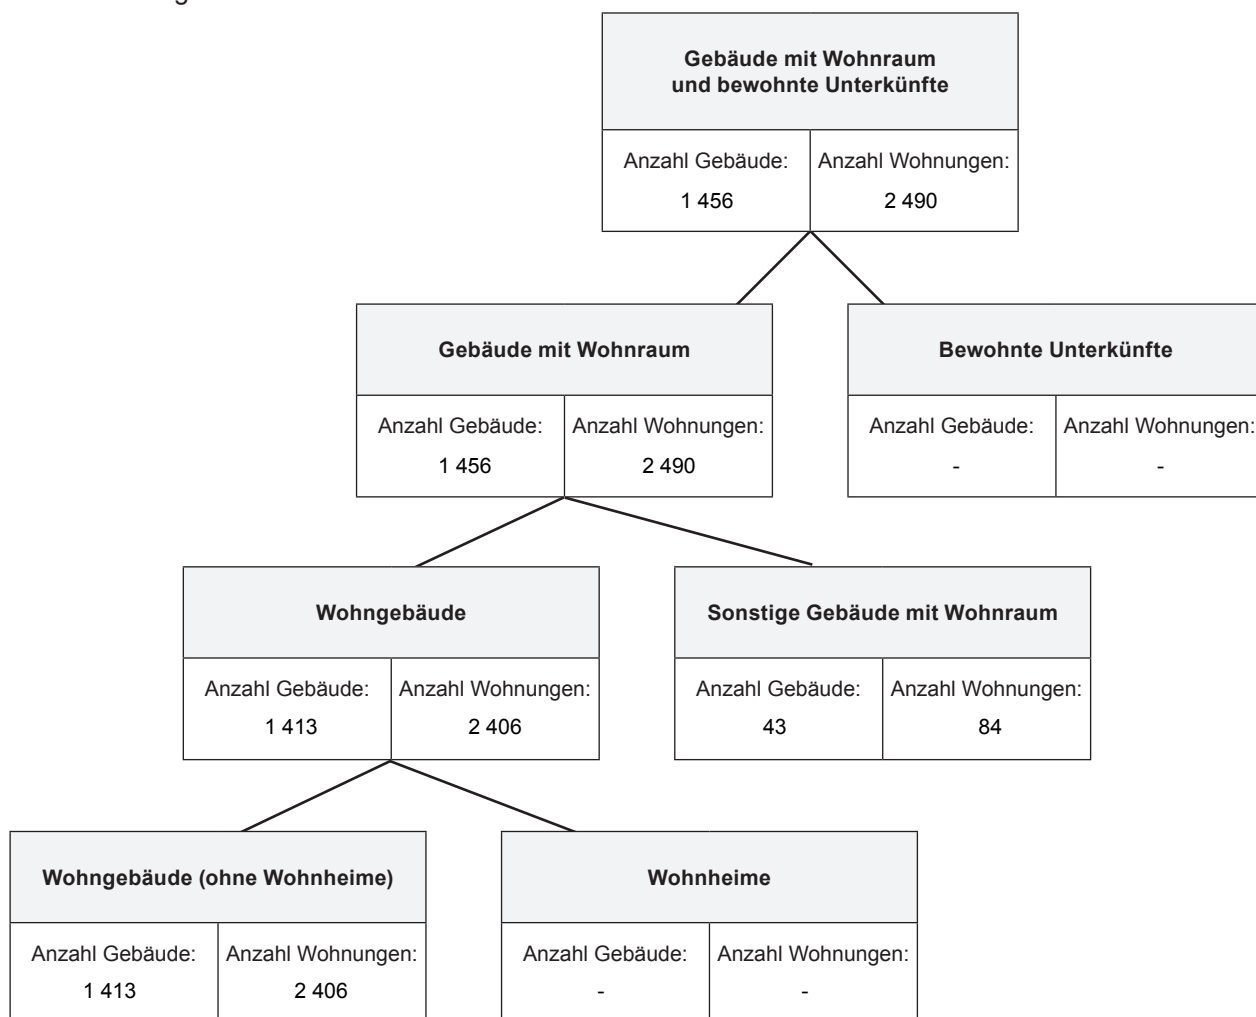 Gebäude mit Wohnraum
und bewohnte Unterkünfte
Anzahl Gebäude: Anzahl Wohnungen:
1 456 2 490
Gebäude mit Wohnraum
Anzahl Gebäude: Anzahl Wohnungen:
1 456 2 490
Bewohnte Unterkünfte
Anzahl Gebäude: Anzahl Wohnungen:
- -
Wohngebäude
Anzahl Gebäude: Anzahl Wohnungen:
1 413 2 406
Sonstige Gebäude mit Wohnraum
Anzahl Gebäude: Anzahl Wohnungen:
43 84
Wohngebäude (ohne Wohnheime)
Anzahl Gebäude: Anzahl Wohnungen:
1 413 2 406
Wohnheime
Anzahl Gebäude: Anzahl Wohnungen:
- -